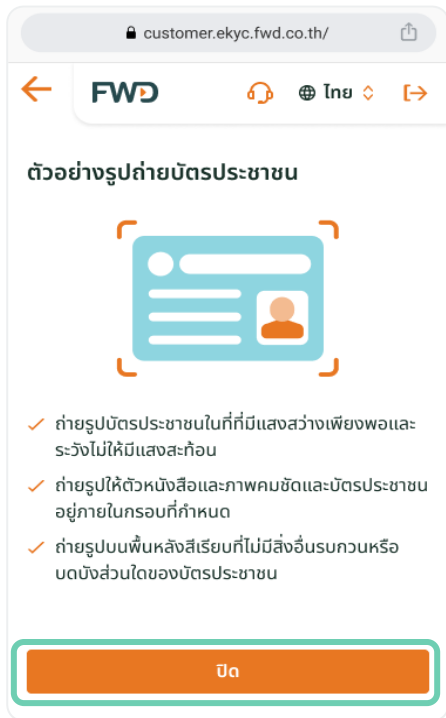 customer.ekyc.fwd.co.th/
FWD
ไทย
ตัวอย่างรูปถ่ายบัตรประชาชน
ถ่ายรูปบัตรประชาชนในที่ที่มีแสงสว่างเพียงพอและ
ระวังไม่ให้มีแสงสะท้อน
ถ่ายรูปให้ตัวหนังสือและภาพคมชัดและบัตรประชาชน
อยู่ภายในกรอบที่กำหนด
ถ่ายรูปบนพื้นหลังสีเรียบที่ไม่มีสิ่งอื่นรบกวนหรือ
บดบังส่วนใดของบัตรประชาชน
ปิด